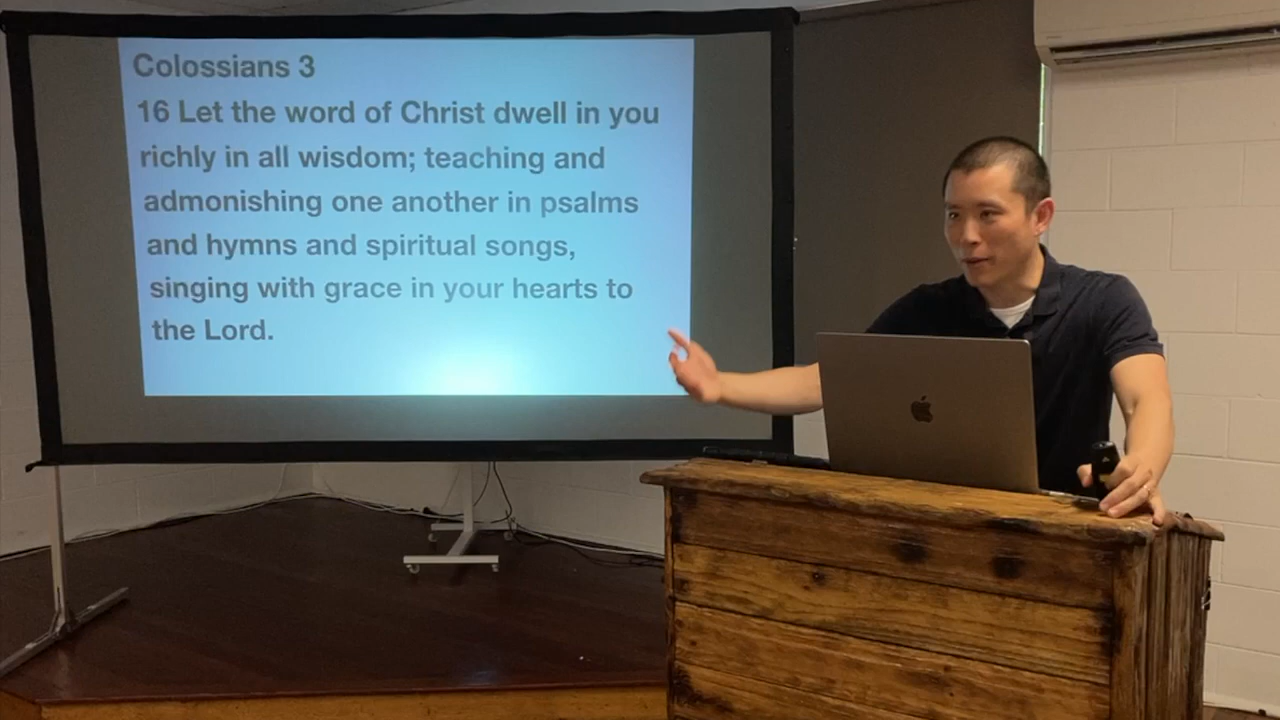 Colossians 3
16 Let the word of Christ dwell in you
richly in all wisdom; teaching and
admonishing one another in psalms
and hymns and spiritual songs,
singing with grace in your hearts to
the Lord.